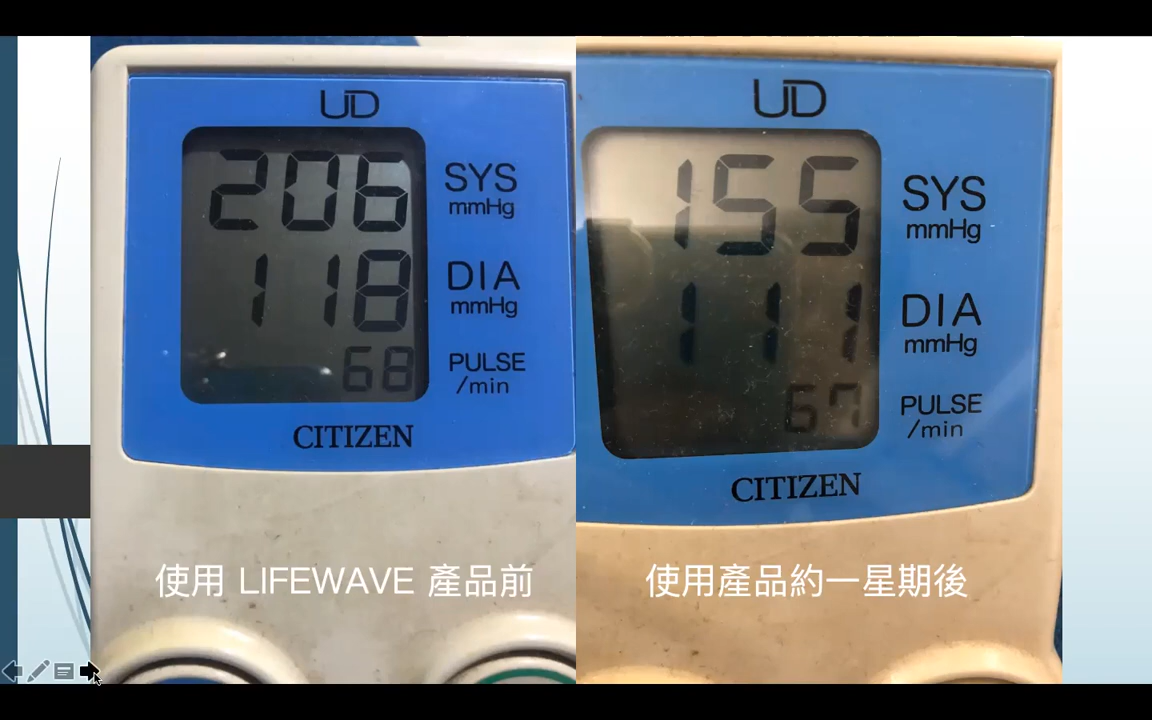 UD
206
SYS
mmHg
118
DIA
mmHg
68
PULSE
/min
CITIZEN
使用 LIFEWAVE 產品前
UD
155
SYS
mmHg
111
DIA
mmHg
67
PULSE
/min
CITIZEN
使用產品約一星期後